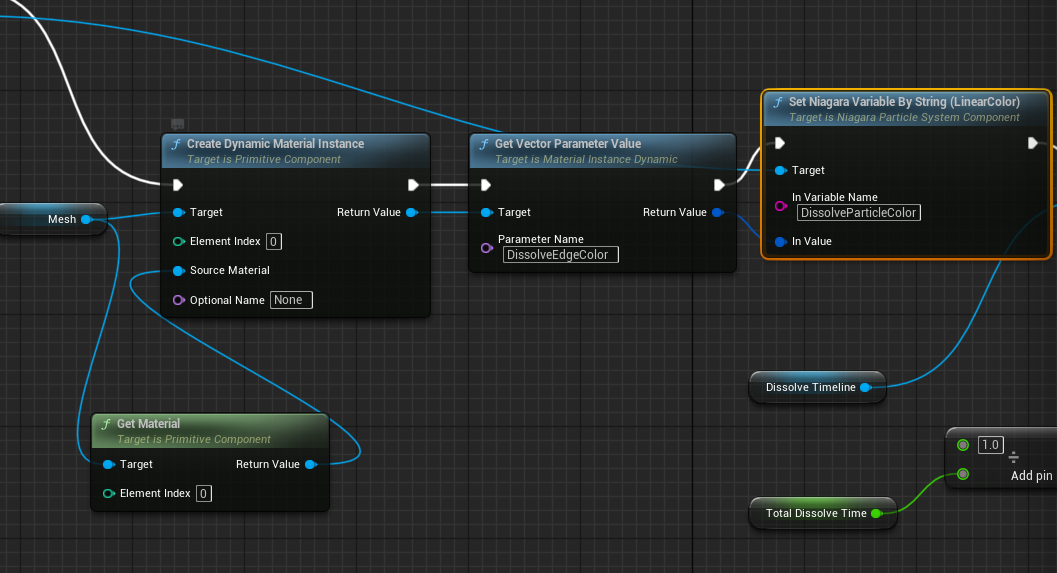 Set Niagara Variable By String (LinearColor)
Target is Niagara Particle System Component
Target
In Variable Name
DissolveParticleColor
In Value
Create Dynamic Material Instance
Target is Primitive Component
Target Return Value
Element Index 0
Source Material
Optional Name None
Get Vector Parameter Value
Target is Material Instance Dynamic
Target Return Value
Parameter Name
DissolveEdgeColor
Mesh
Dissolve Timeline
Get Material
Target is Primitive Component
Target Return Value
Element Index 0
1.0
÷
Add pin
Total Dissolve Time